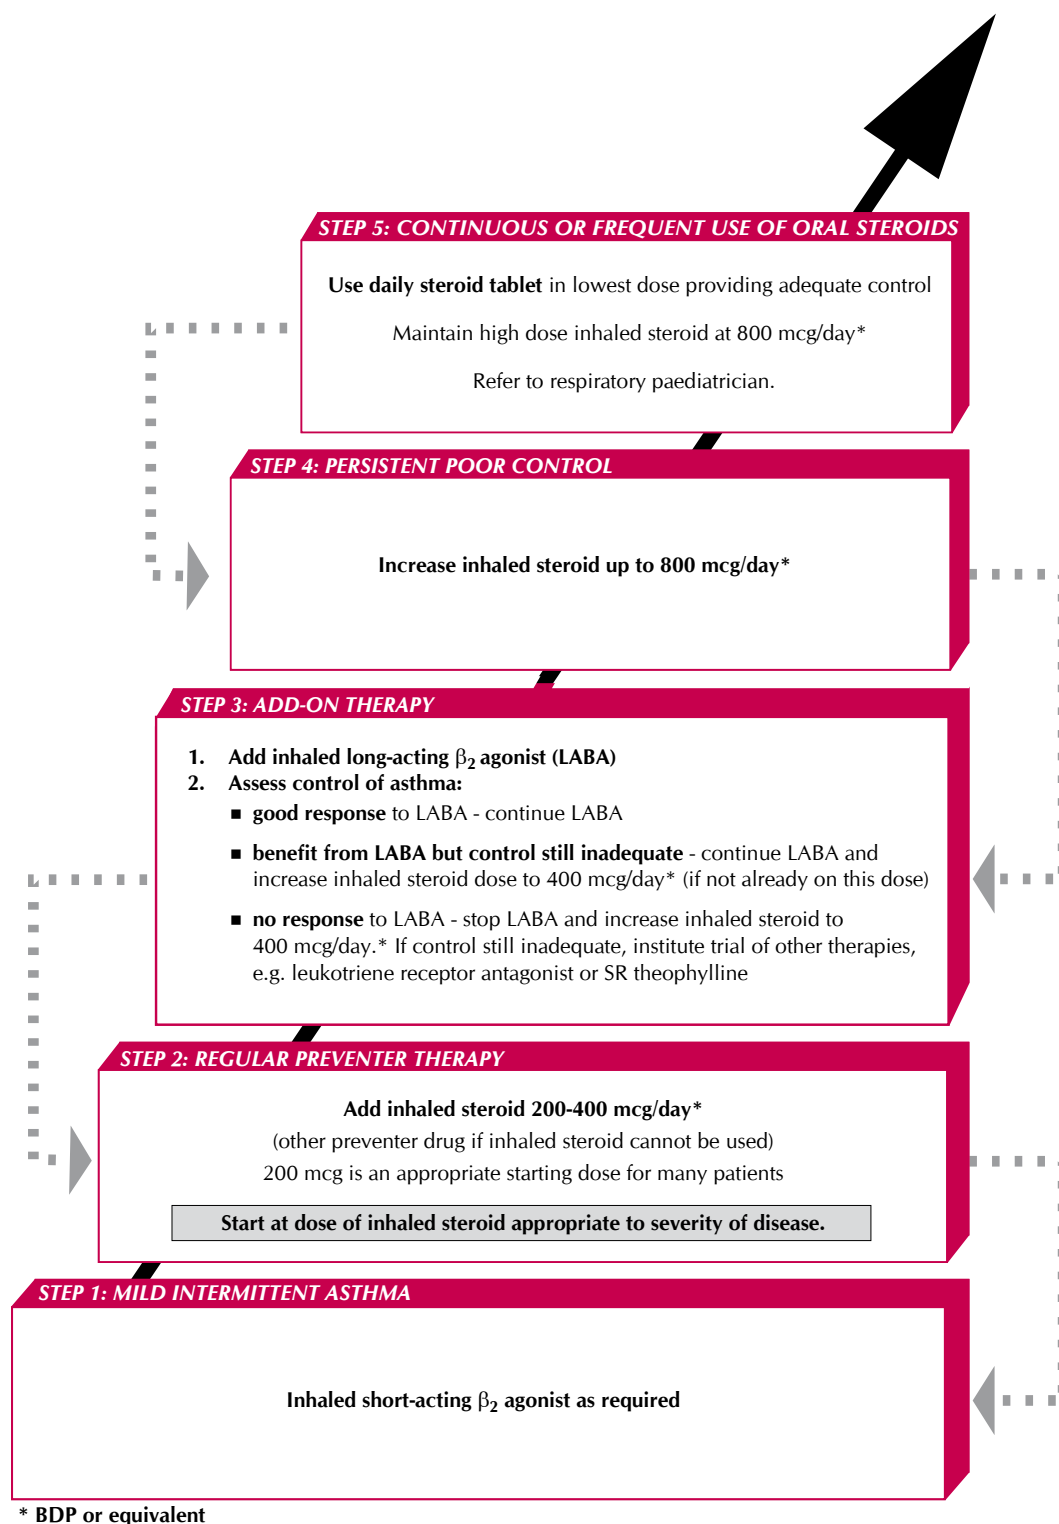 STEP 5: CONTINUOUS OR FREQUENT USE OF ORAL STEROIDS
Use daily steroid tablet in lowest dose providing adequate control
Maintain high dose inhaled steroid at 800 mcg/day*
Refer to respiratory paediatrician.
STEP 4: PERSISTENT POOR CONTROL
Increase inhaled steroid up to 800 mcg/day*
STEP 3: ADD-ON THERAPY
1. Add inhaled long-acting β₂ agonist (LABA)
2. Assess control of asthma:
■ good response to LABA - continue LABA
■ benefit from LABA but control still inadequate - continue LABA and
increase inhaled steroid dose to 400 mcg/day* (if not already on this dose)
■ no response to LABA - stop LABA and increase inhaled steroid to
400 mcg/day.* If control still inadequate, institute trial of other therapies,
e.g. leukotriene receptor antagonist or SR theophylline
STEP 2: REGULAR PREVENTER THERAPY
Add inhaled steroid 200-400 mcg/day*
(other preventer drug if inhaled steroid cannot be used)
200 mcg is an appropriate starting dose for many patients
Start at dose of inhaled steroid appropriate to severity of disease.
STEP 1: MILD INTERMITTENT ASTHMA
Inhaled short-acting β₂ agonist as required
* BDP or equivalent